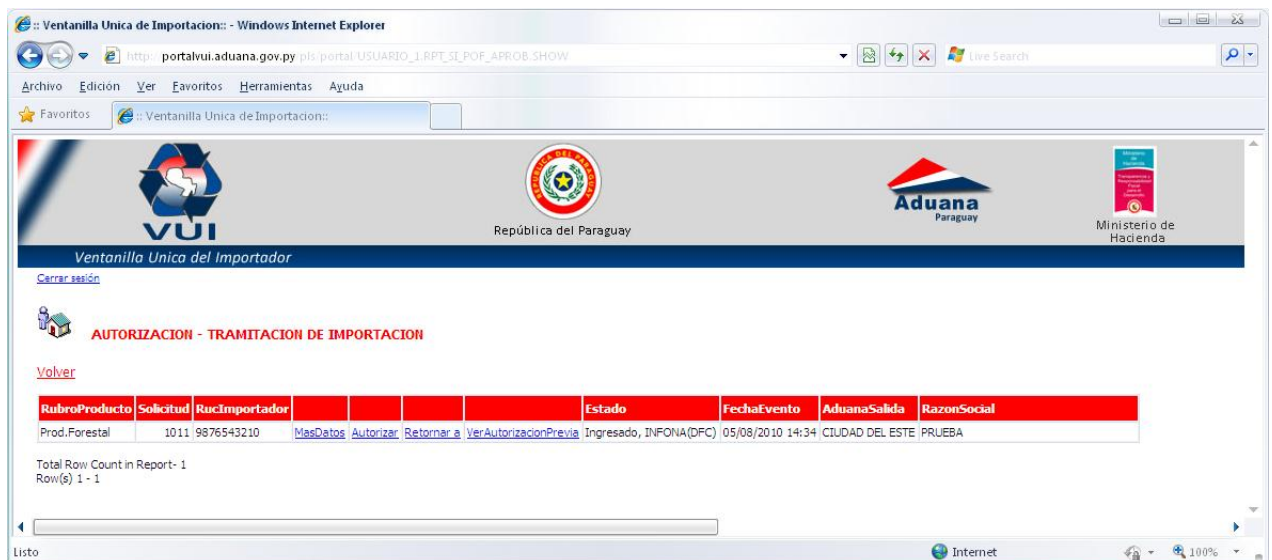 :: Ventanilla Unica de Importacion:: - Windows Internet Explorer
http: portalvui.aduana.gov.py pls/portal/USUARIO_1.RPT_SI_POF_APROB.SHOW
Live Search
Archivo Edición Ver Favoritos Herramientas Ayuda
Favoritos :: Ventanilla Unica de Importacion::
VUI
REPUBLICA DEL PARAGUAY
República del Paraguay
Aduana
Paraguay
Ministerio de
Hacienda
Ventanilla Unica del Importador
Cerrar sesión
AUTORIZACION - TRAMITACION DE IMPORTACION
Volver
RubroProducto Solicitud RucImportador Estado FechaEvento AduanaSalida RazonSocial
Prod.Forestal 1011 9876543210 MasDatos Autorizar Retornar a VerAutorizacionPrevia Ingresado, INFONA(DFC) 05/08/2010 14:34 CIUDAD DEL ESTE PRUEBA
Total Row Count in Report- 1
Row(s) 1 - 1
Listo Internet 100%